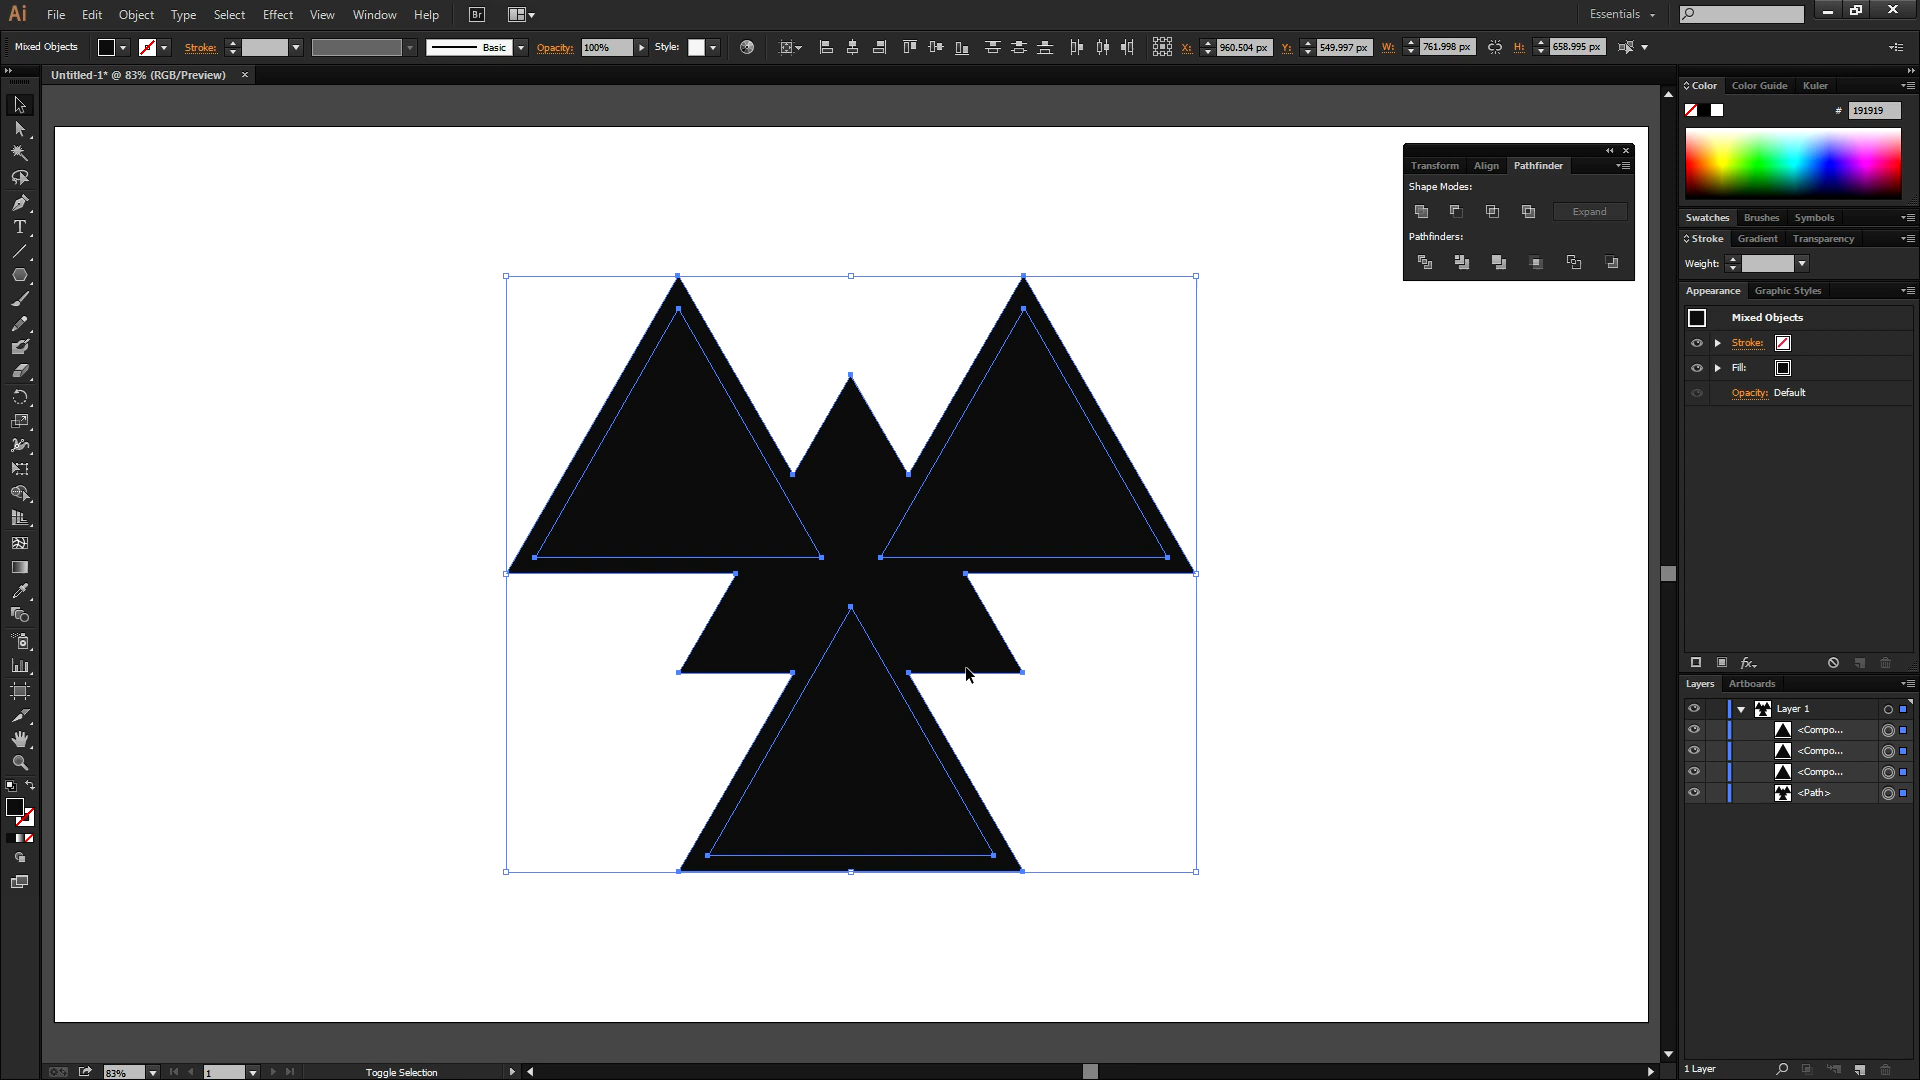 Ai File Edit Object Type Select Effect View Window Help Br Essentials
Mixed Objects Stroke: Basic Opacity: 100% Style: X: 960.504 px Y: 549.997 px W: 761.998 px H: 658.995 px
Untitled-1* @ 83% (RGB/Preview)
Color Color Guide Kuler
# 191919
Transform Align Pathfinder
Shape Modes:
Expand
Pathfinders:
Swatches Brushes Symbols
Stroke Gradient Transparency
Weight:
Appearance Graphic Styles
Mixed Objects
Stroke:
Fill:
Opacity: Default
fx
Layers Artboards
Layer 1
<Compo...
<Compo...
<Compo...
<Path>
83% 1 Toggle Selection
1 Layer